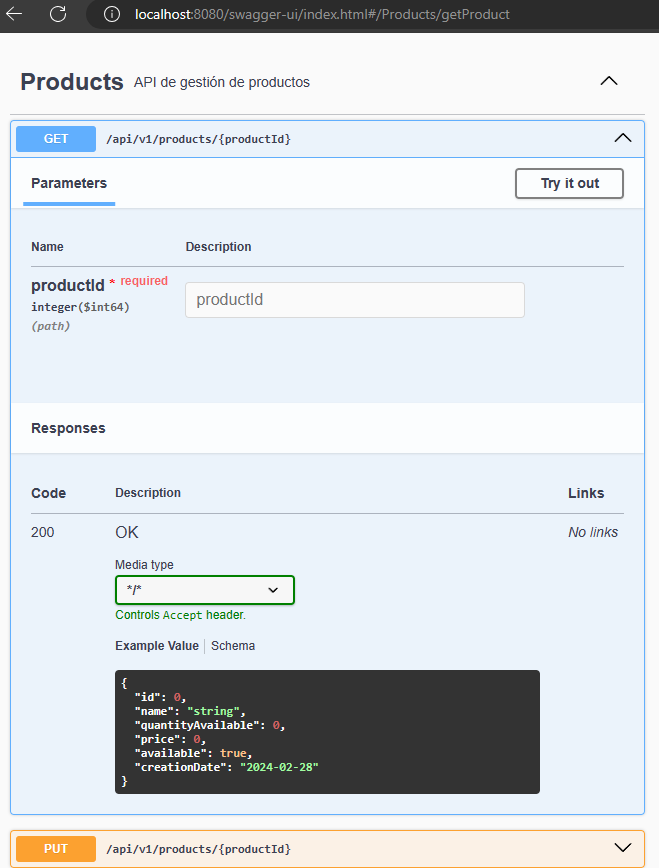 localhost:8080/swagger-ui/index.html#/Products/getProduct
Products API de gestión de productos
GET /api/v1/products/{productId}
Parameters Try it out
Name Description
productId * required productId
integer($int64)
(path)
Responses
Code Description Links
200 OK No links
Media type
*/*
Controls Accept header.
Example Value Schema
{
"id": 0,
"name": "string",
"quantityAvailable": 0,
"price": 0,
"available": true,
"creationDate": "2024-02-28"
}
PUT /api/v1/products/{productId}